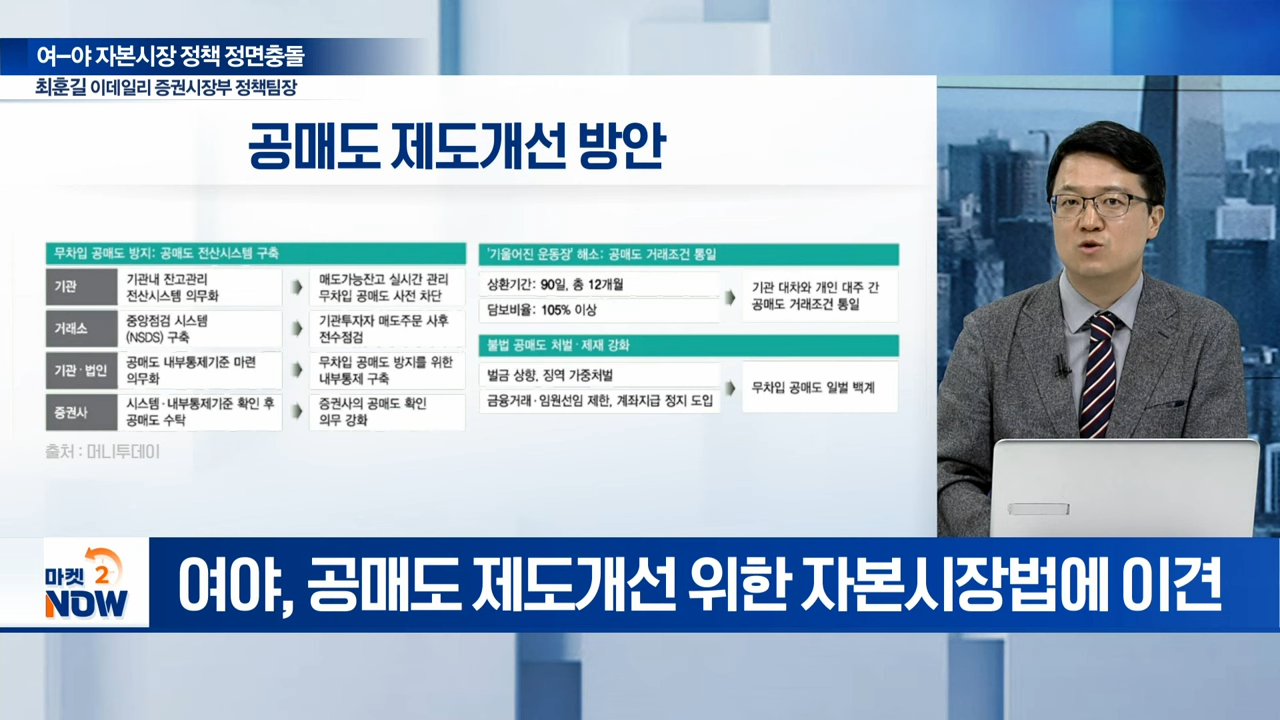 여-야 자본시장 정책 정면충돌
최훈길 이데일리 증권시장부 정책팀장
공매도 제도개선 방안
무차입 공매도 방지: 공매도 전산시스템 구축
기관
기관내 잔고관리
전산시스템 의무화
매도가능잔고 실시간 관리
무차입 공매도 사전 차단
거래소
중앙점검 시스템
(NSDS) 구축
기관투자자 매도주문 사후
전수점검
기관·법인
공매도 내부통제기준 마련
의무화
무차입 공매도 방지를 위한
내부통제 구축
증권사
시스템·내부통제기준 확인 후
공매도 수탁
증권사의 공매도 확인
의무 강화
'기울어진 운동장' 해소: 공매도 거래조건 통일
상환기간: 90일, 총 12개월
담보비율: 105% 이상
기관 대차와 개인 대주 간
공매도 거래조건 통일
불법 공매도 처벌·제재 강화
벌금 상향, 징역 가중처벌
금융거래·임원선임 제한, 계좌지급 정지 도입
무차입 공매도 일벌 백계
출처 : 머니투데이
마켓 2
NOW
여야, 공매도 제도개선 위한 자본시장법에 이견